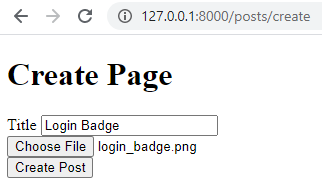 127.0.0.1:8000/posts/create
Create Page
Title Login Badge
Choose File login_badge.png
Create Post